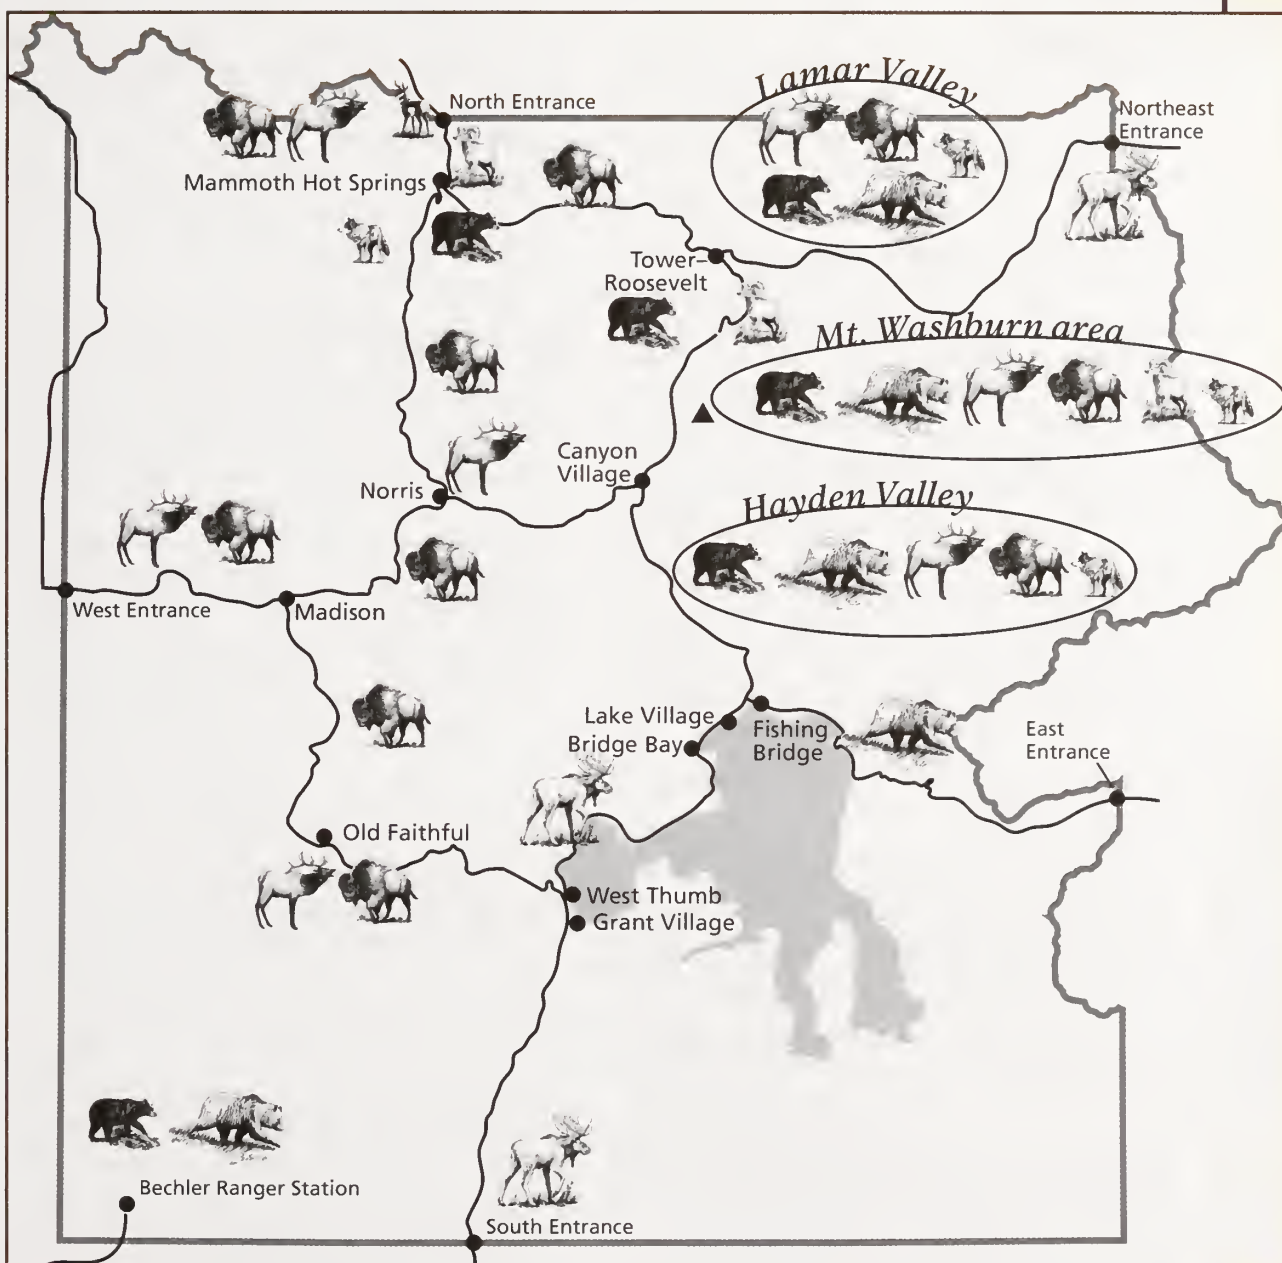 Lamar Valley
North Entrance
Northeast
Entrance
Mammoth Hot Springs
Tower–
Roosevelt
Mt. Washburn area
Canyon
Village
Norris
Hayden Valley
West Entrance
Madison
Lake Village
Bridge Bay
Fishing
Bridge
East
Entrance
Old Faithful
West Thumb
Grant Village
Bechler Ranger Station
South Entrance